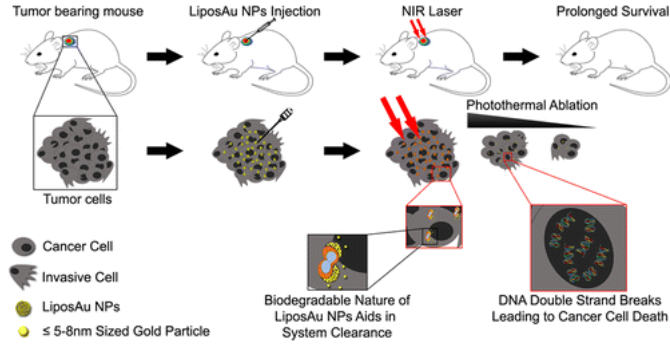 Tumor bearing mouse
LiposAu NPs Injection
NIR Laser
Prolonged Survival
Photothermal Ablation
Tumor cells
Cancer Cell
Invasive Cell
LiposAu NPs
≤ 5-8nm Sized Gold Particle
Biodegradable Nature of
LiposAu NPs Aids in
System Clearance
DNA Double Strand Breaks
Leading to Cancer Cell Death